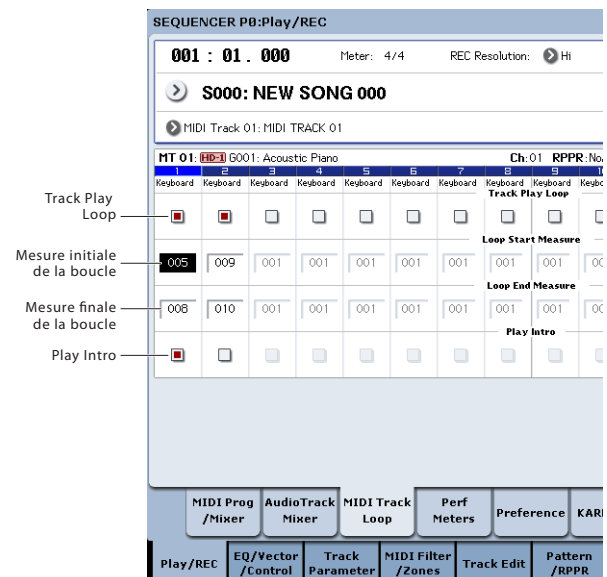 SEQUENCER P0:Play/REC
001 : 01 . 000 Meter: 4/4 REC Resolution: Hi
S000: NEW SONG 000
MIDI Track 01: MIDI TRACK 01
MT 01: HD-1 G001: Acoustic Piano Ch:01 RPPR:No
1 2 3 4 5 6 7 8 9
Keyboard Keyboard Keyboard Keyboard Keyboard Keyboard Keyboard Keyboard Keyboard
Track Play Loop
Track Play
Loop
Loop Start Measure
Mesure initiale
de la boucle
005 009 001 001 001 001 001 001 001
Loop End Measure
Mesure finale
de la boucle
008 010 001 001 001 001 001 001 001
Play Intro
Play Intro
MIDI Prog
/Mixer
AudioTrack
Mixer
MIDI Track
Loop
Perf
Meters
Preference
Play/REC
EQ/Vector
/Control
Track
Parameter
MIDI Filter
/Zones
Track Edit
Pattern
/RPPR